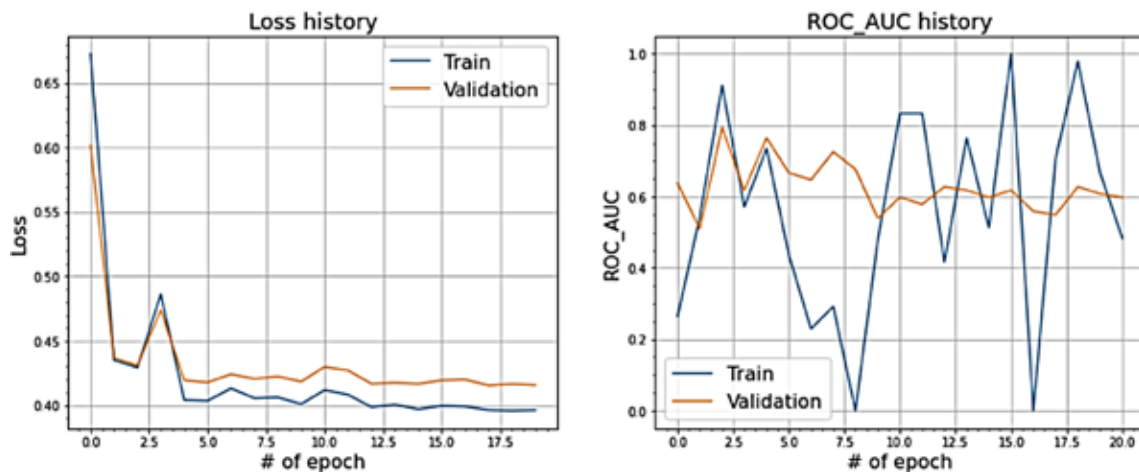 Loss history
Loss
0.65
0.60
0.55
0.50
0.45
0.40
Train
Validation
0.0 2.5 5.0 7.5 10.0 12.5 15.0 17.5
# of epoch
ROC_AUC history
ROC_AUC
1.0
0.8
0.6
0.4
0.2
0.0
Train
Validation
0.0 2.5 5.0 7.5 10.0 12.5 15.0 17.5 20.0
# of epoch